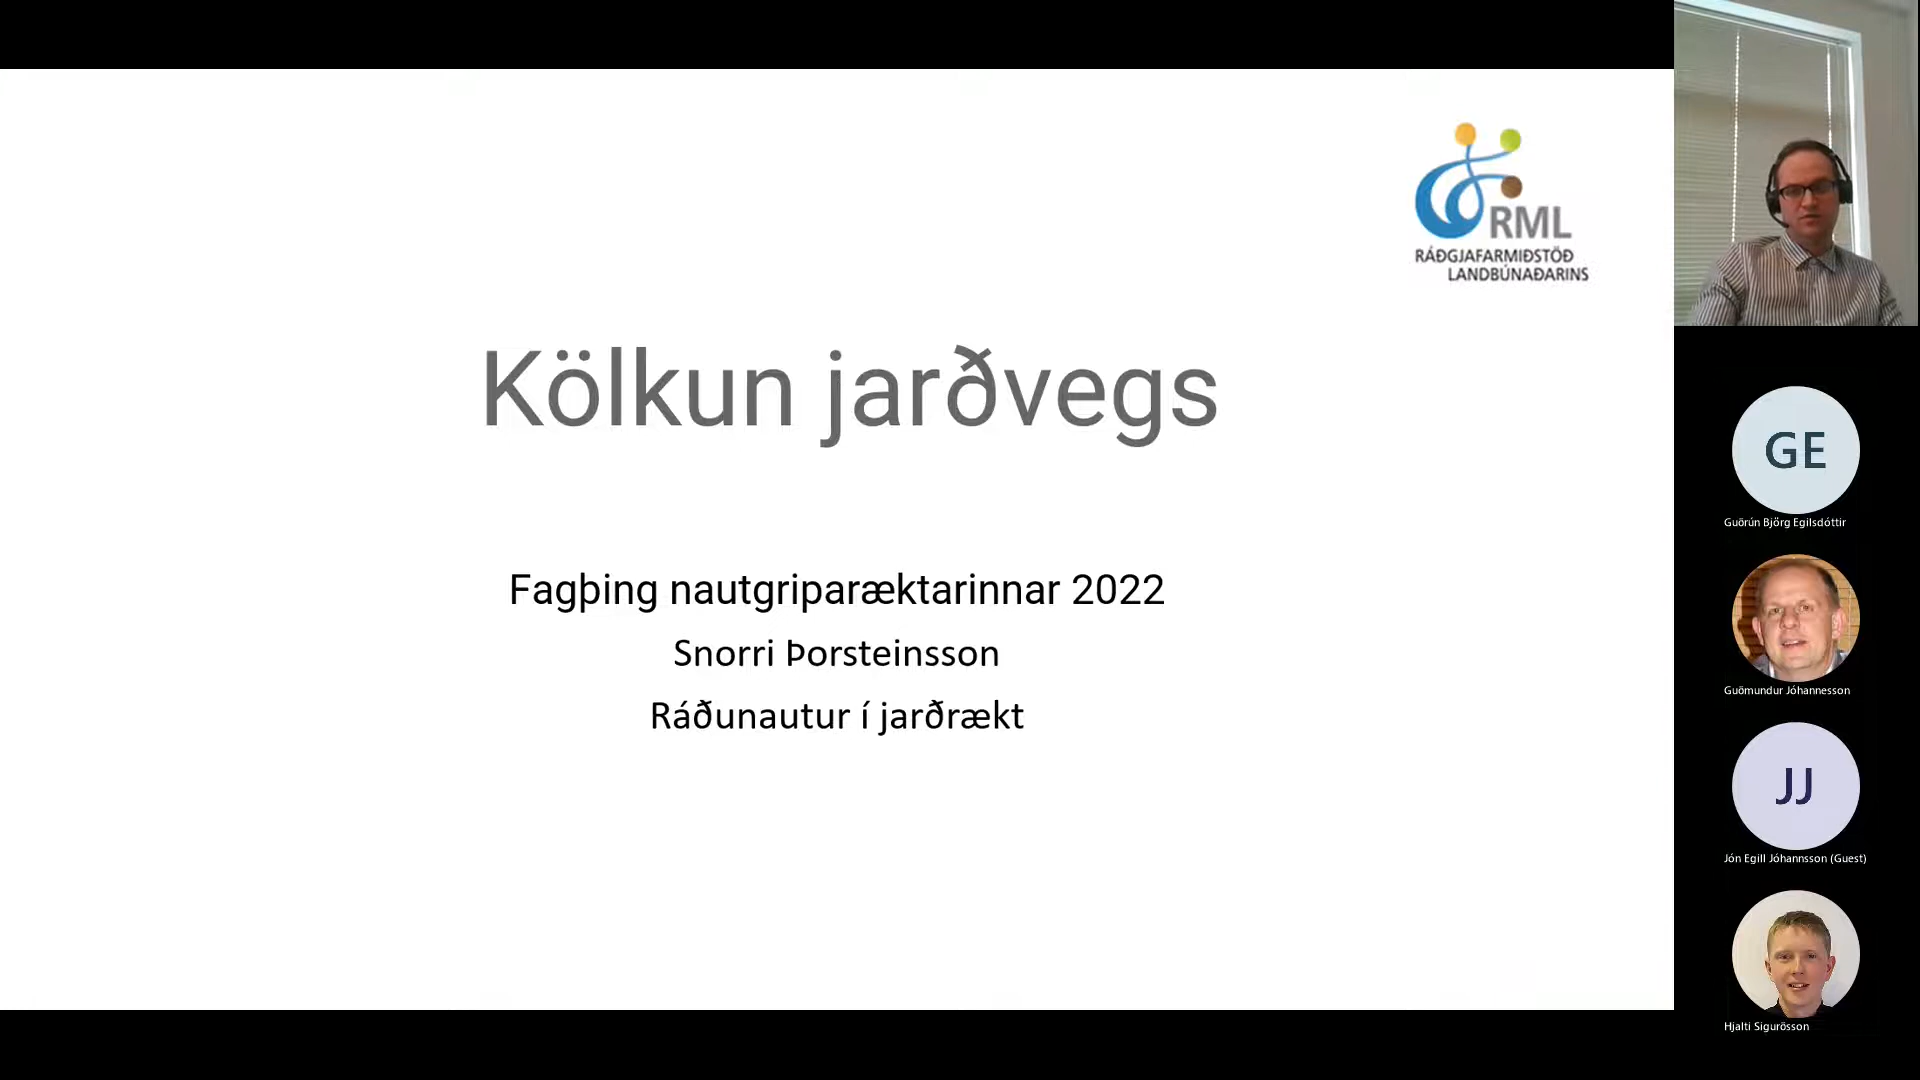 RML
RÁÐGJAFARMIÐSTÖÐ
LANDBÚNAÐARINS
Kölkun jarðvegs
Fagþing nautgriparæktarinnar 2022
Snorri Þorsteinsson
Ráðunautur í jarðrækt
GE
Guðrún Björg Egilsdóttir
Guðmundur Jóhannesson
JJ
Jón Egill Jóhannsson (Guest)
Hjalti Sigurðsson